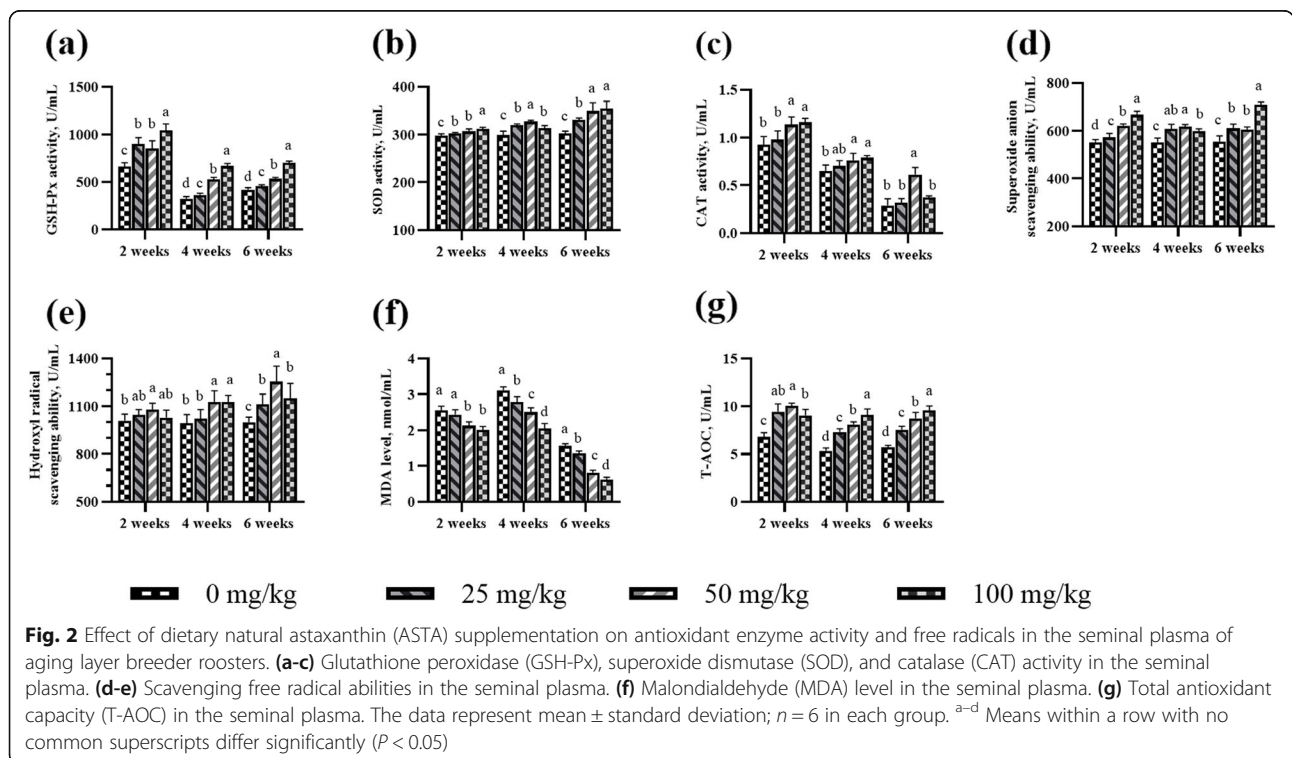 (a)
GSH-Px activity, U/mL
1500
1000
500
0
c b b a
d c b a
d c b a
2 weeks 4 weeks 6 weeks
(b)
SOD activity, U/mL
400
300
200
100
c b b a
c b a b
c b a a
2 weeks 4 weeks 6 weeks
(c)
CAT activity, U/mL
1.5
1.0
0.5
0.0
b b a a
b ab a a
b b a b
2 weeks 4 weeks 6 weeks
(d)
Superoxide anion
scavenging ability, U/mL
800
600
400
200
d c b a
c ab a b
c b b a
2 weeks 4 weeks 6 weeks
(e)
Hydroxyl radical
scavenging ability, U/mL
1400
1100
800
500
b ab a ab
b b a a
c b a b
2 weeks 4 weeks 6 weeks
(f)
MDA level, nmol/mL
4
3
2
1
0
a a b b
a b c d
a b c d
2 weeks 4 weeks 6 weeks
(g)
T-AOC, U/mL
15
10
5
0
c ab a b
d c b a
d c b a
2 weeks 4 weeks 6 weeks
0 mg/kg 25 mg/kg 50 mg/kg 100 mg/kg
Fig. 2 Effect of dietary natural astaxanthin (ASTA) supplementation on antioxidant enzyme activity and free radicals in the seminal plasma of
aging layer breeder roosters. (a-c) Glutathione peroxidase (GSH-Px), superoxide dismutase (SOD), and catalase (CAT) activity in the seminal
plasma. (d-e) Scavenging free radical abilities in the seminal plasma. (f) Malondialdehyde (MDA) level in the seminal plasma. (g) Total antioxidant
capacity (T-AOC) in the seminal plasma. The data represent mean ± standard deviation; n = 6 in each group. a–d Means within a row with no
common superscripts differ significantly (P < 0.05)